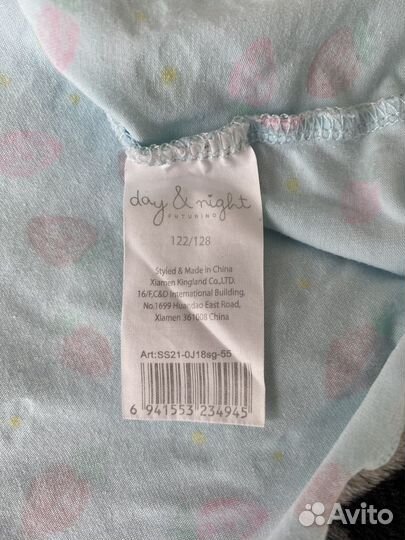 day & night
FUTURINO
122/128
Styled & Made in China
Xiamen Kingland Co.,LTD.
16/F,C&D International Building,
No.1699 Huandao East Road,
Xiamen 361008 China
Art:SS21-0J18sg-55
6 941553 234945
Avito